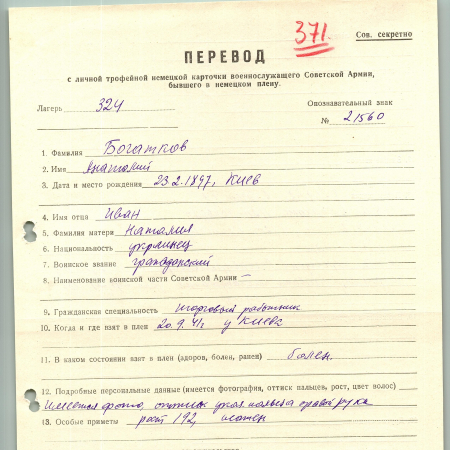 371.
Сов. секретно
ПЕРЕВОД
с личной трофейной немецкой карточки военнослужащего Советской Армии,
бывшего в немецком плену.
Лагерь 324
Опознавательный знак
№ 21560
1. Фамилия Богатков
2. Имя Анатолий
3. Дата и место рождения 23.2.1897, Киев
4. Имя отца Иван
5. Фамилия матери Наталия
6. Национальность украинец
7. Воинское звание гражданский
8. Наименование воинской части Советской Армии —
9. Гражданская специальность торговый работник
10. Когда и где взят в плен 20.9.41г у Киева
11. В каком состоянии взят в плен (здоров, болен, ранен) болен
12. Подробные персональные данные (имеется фотография, оттиск пальцев, рост, цвет волос)
Имеется фото, оттиск указ пальца правой руки
13. Особые приметы рост 192,